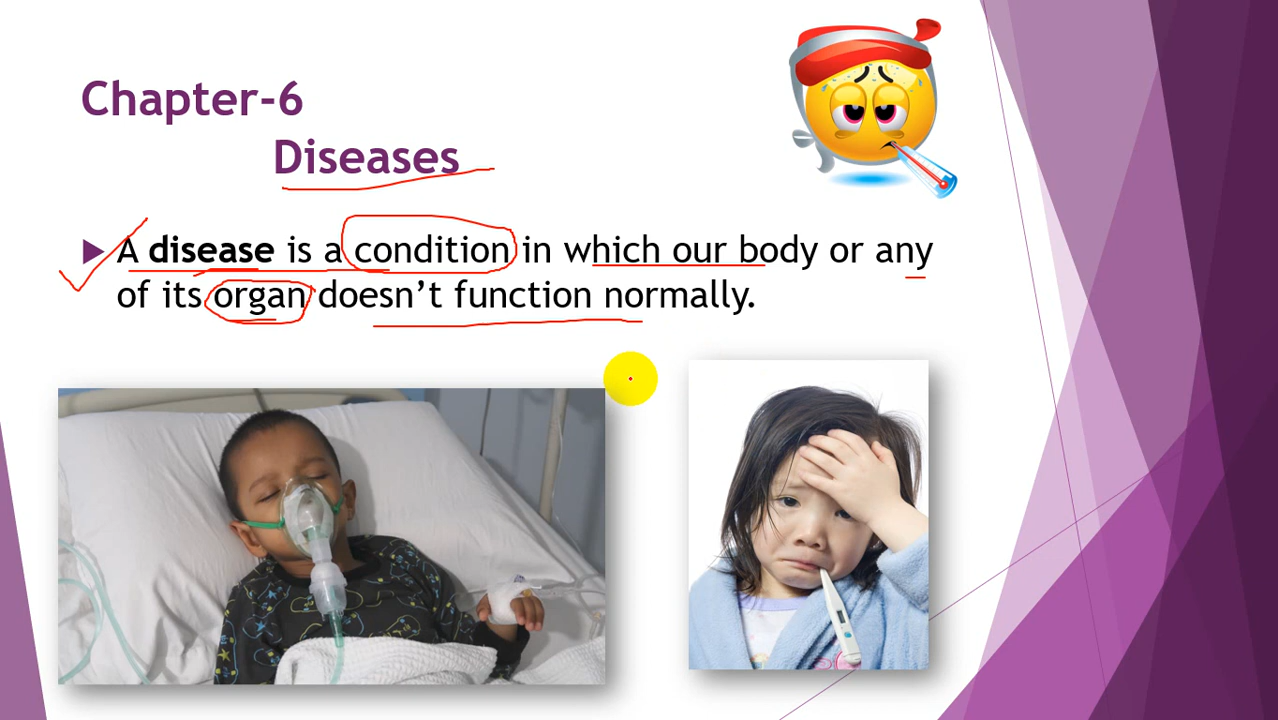 Chapter-6
Diseases
A disease is a condition in which our body or any
of its organ doesn’t function normally.